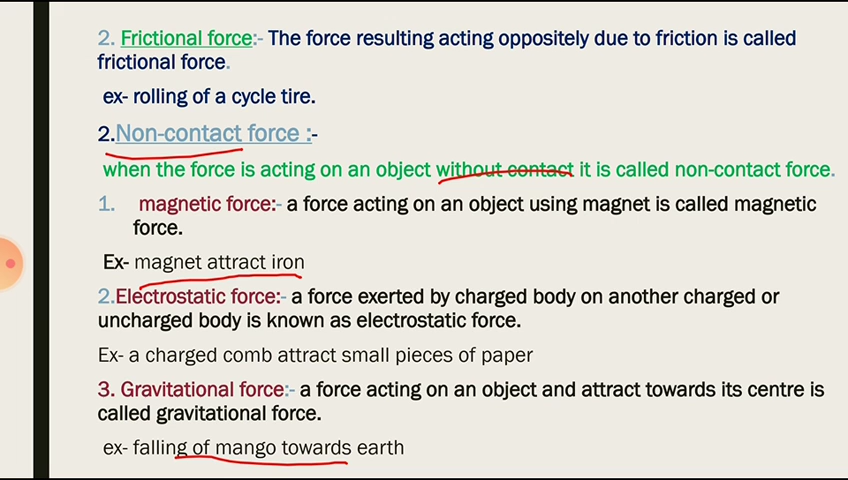 2. Frictional force:- The force resulting acting oppositely due to friction is called
frictional force.
ex- rolling of a cycle tire.
2.Non-contact force :-
when the force is acting on an object without contact it is called non-contact force.
1. magnetic force:- a force acting on an object using magnet is called magnetic
force.
Ex- magnet attract iron
2.Electrostatic force:- a force exerted by charged body on another charged or
uncharged body is known as electrostatic force.
Ex- a charged comb attract small pieces of paper
3. Gravitational force:- a force acting on an object and attract towards its centre is
called gravitational force.
ex- falling of mango towards earth